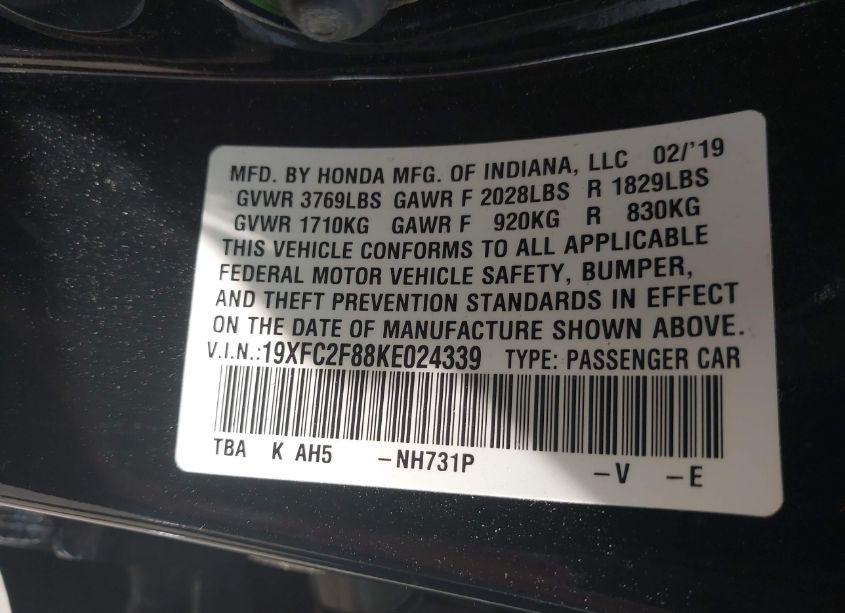 MFD. BY HONDA MFG. OF INDIANA, LLC 02/'19
GVWR 3769LBS GAWR F 2028LBS R 1829LBS
GVWR 1710KG GAWR F 920KG R 830KG
THIS VEHICLE CONFORMS TO ALL APPLICABLE
FEDERAL MOTOR VEHICLE SAFETY, BUMPER,
AND THEFT PREVENTION STANDARDS IN EFFECT
ON THE DATE OF MANUFACTURE SHOWN ABOVE.
V.I.N.:19XFC2F88KE024339 TYPE: PASSENGER CAR
TBA K AH5 -NH731P -V -E